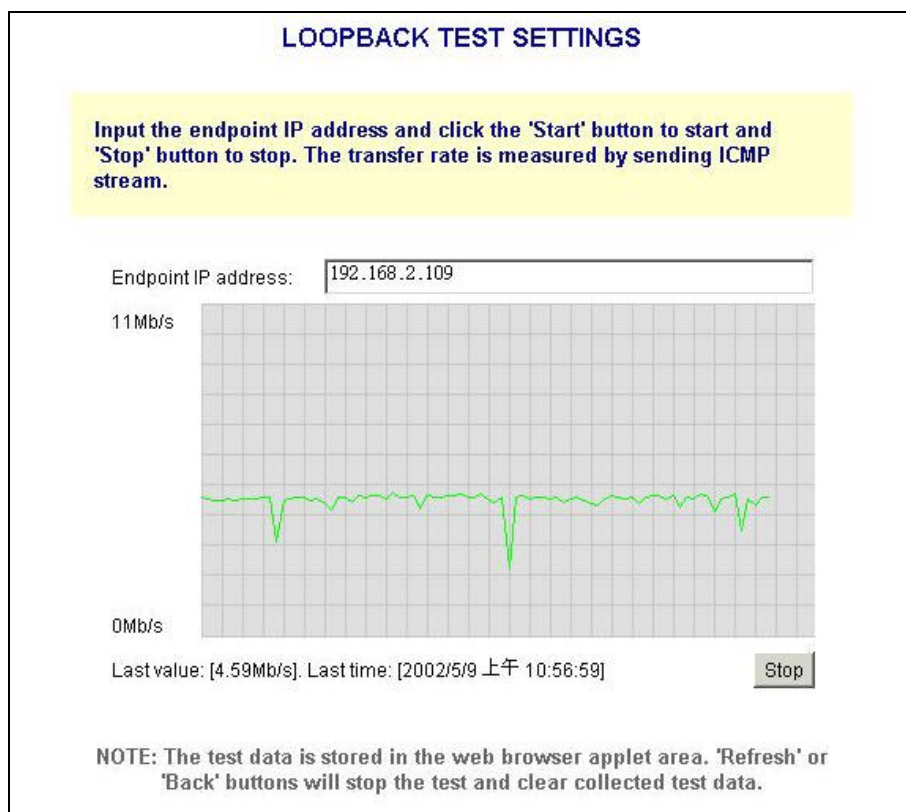 LOOPBACK TEST SETTINGS
Input the endpoint IP address and click the 'Start' button to start and
'Stop' button to stop. The transfer rate is measured by sending ICMP
stream.
Endpoint IP address: 192.168.2.109
11Mb/s
0Mb/s
Last value: [4.59Mb/s]. Last time: [2002/5/9 上午 10:56:59] Stop
NOTE: The test data is stored in the web browser applet area. 'Refresh' or
'Back' buttons will stop the test and clear collected test data.